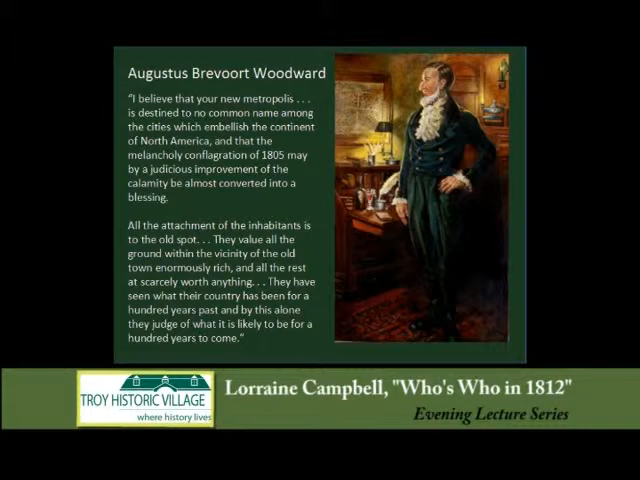 Augustus Brevoort Woodward
"I believe that your new metropolis . . .
is destined to no common name among
the cities which embellish the continent
of North America, and that the
melancholy conflagration of 1805 may
by a judicious improvement of the
calamity be almost converted into a
blessing.
All the attachment of the inhabitants is
to the old spot. . . They value all the
ground within the vicinity of the old
town enormously rich, and all the rest
at scarcely worth anything. . . They have
seen what their country has been for a
hundred years past and by this alone
they judge of what it is likely to be for a
hundred years to come."
TROY HISTORIC VILLAGE
where history lives
Lorraine Campbell, "Who's Who in 1812"
Evening Lecture Series